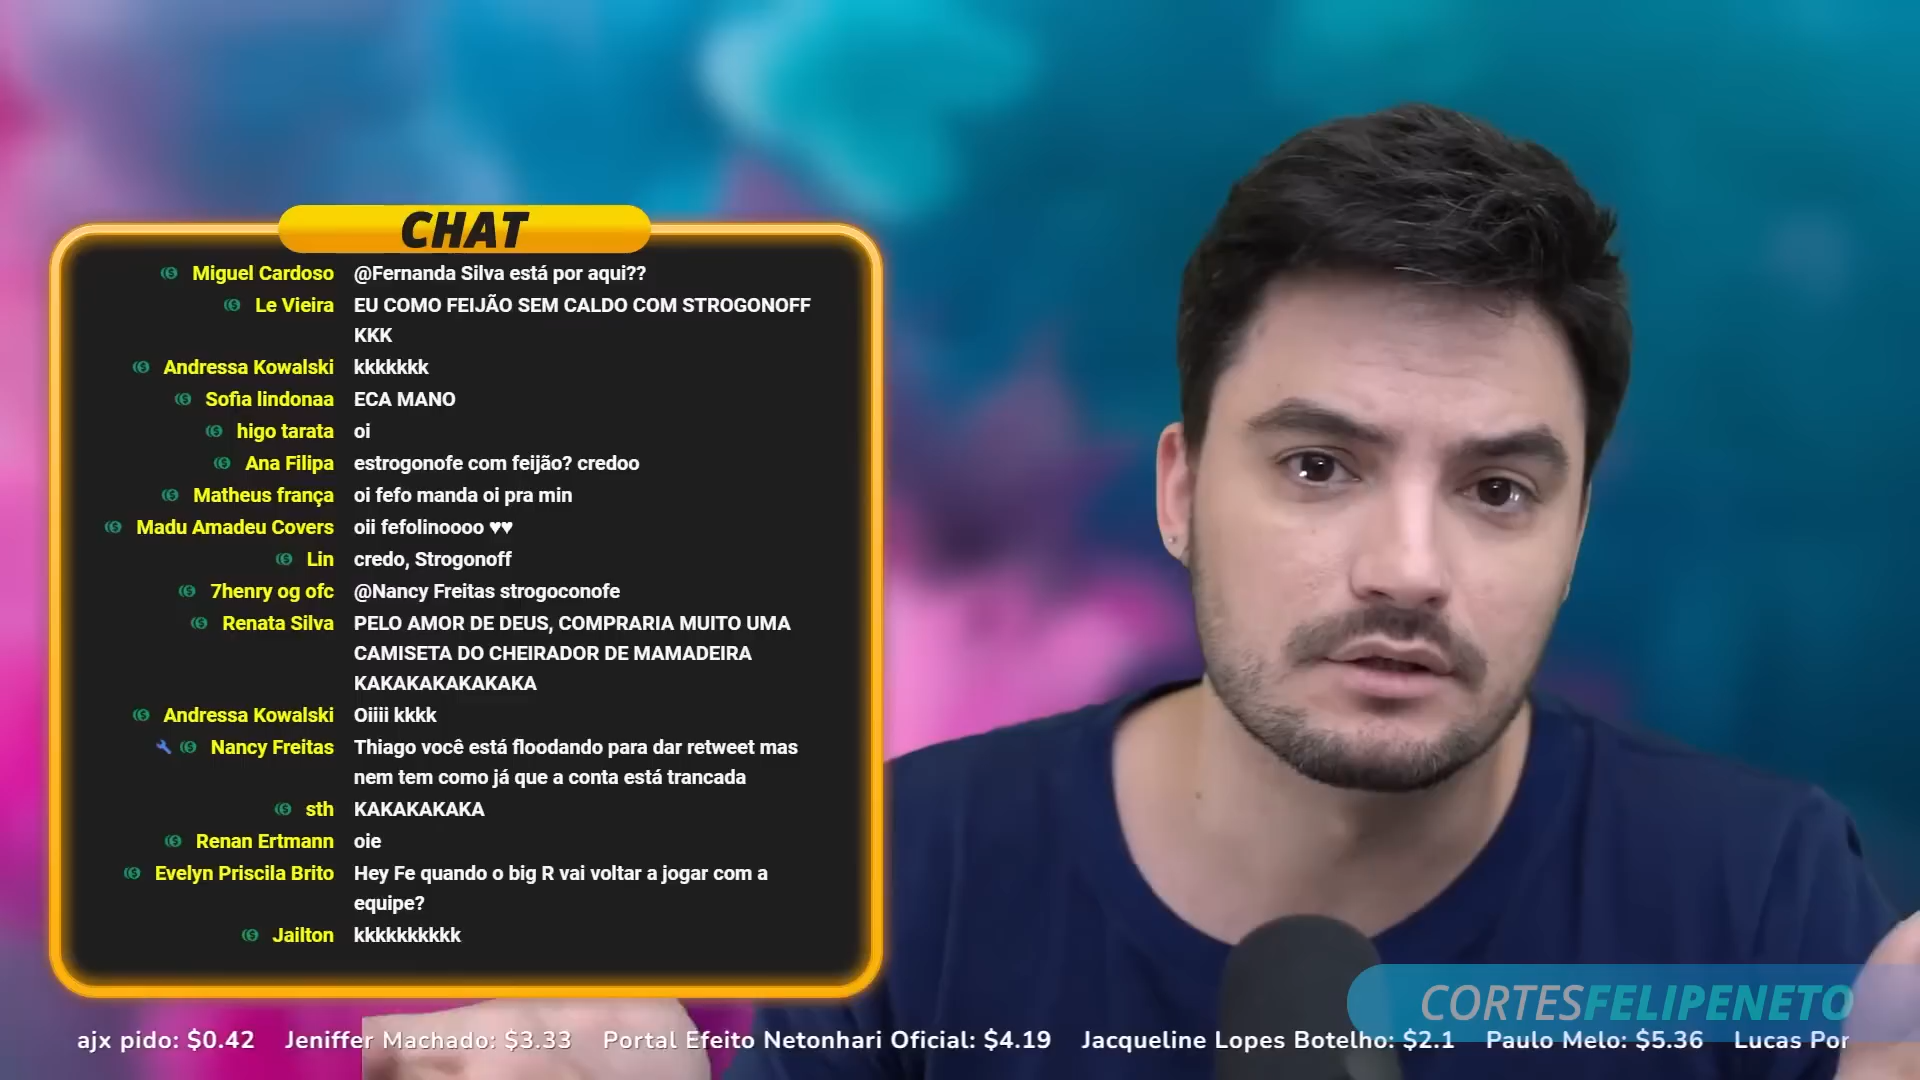 CHAT
Miguel Cardoso @Fernanda Silva está por aqui??
Le Vieira EU COMO FEIJÃO SEM CALDO COM STROGONOFF
KKK
Andressa Kowalski kkkkkkk
Sofia lindonaa ECA MANO
higo tarata oi
Ana Filipa estrogonofe com feijão? credoo
Matheus frança oi fefo manda oi pra min
Madu Amadeu Covers oii fefolinoooo ♥♥
Lin credo, Strogonoff
7henry og ofc @Nancy Freitas strogoconofe
Renata Silva PELO AMOR DE DEUS, COMPRARIA MUITO UMA
CAMISETA DO CHEIRADOR DE MAMADEIRA
KAKAKAKAKAKAKA
Andressa Kowalski Oiiii kkkk
Nancy Freitas Thiago você está floodando para dar retweet mas
nem tem como já que a conta está trancada
sth KAKAKAKAKA
Renan Ertmann oie
Evelyn Priscila Brito Hey Fe quando o big R vai voltar a jogar com a
equipe?
Jailton kkkkkkkkkk
CORTESFELIPENETO
ajx pido: $0.42 Jeniffer Machado: $3.33 Portal Efeito Netonhari Oficial: $4.19 Jacqueline Lopes Botelho: $2.1 Paulo Melo: $5.36 Lucas Por